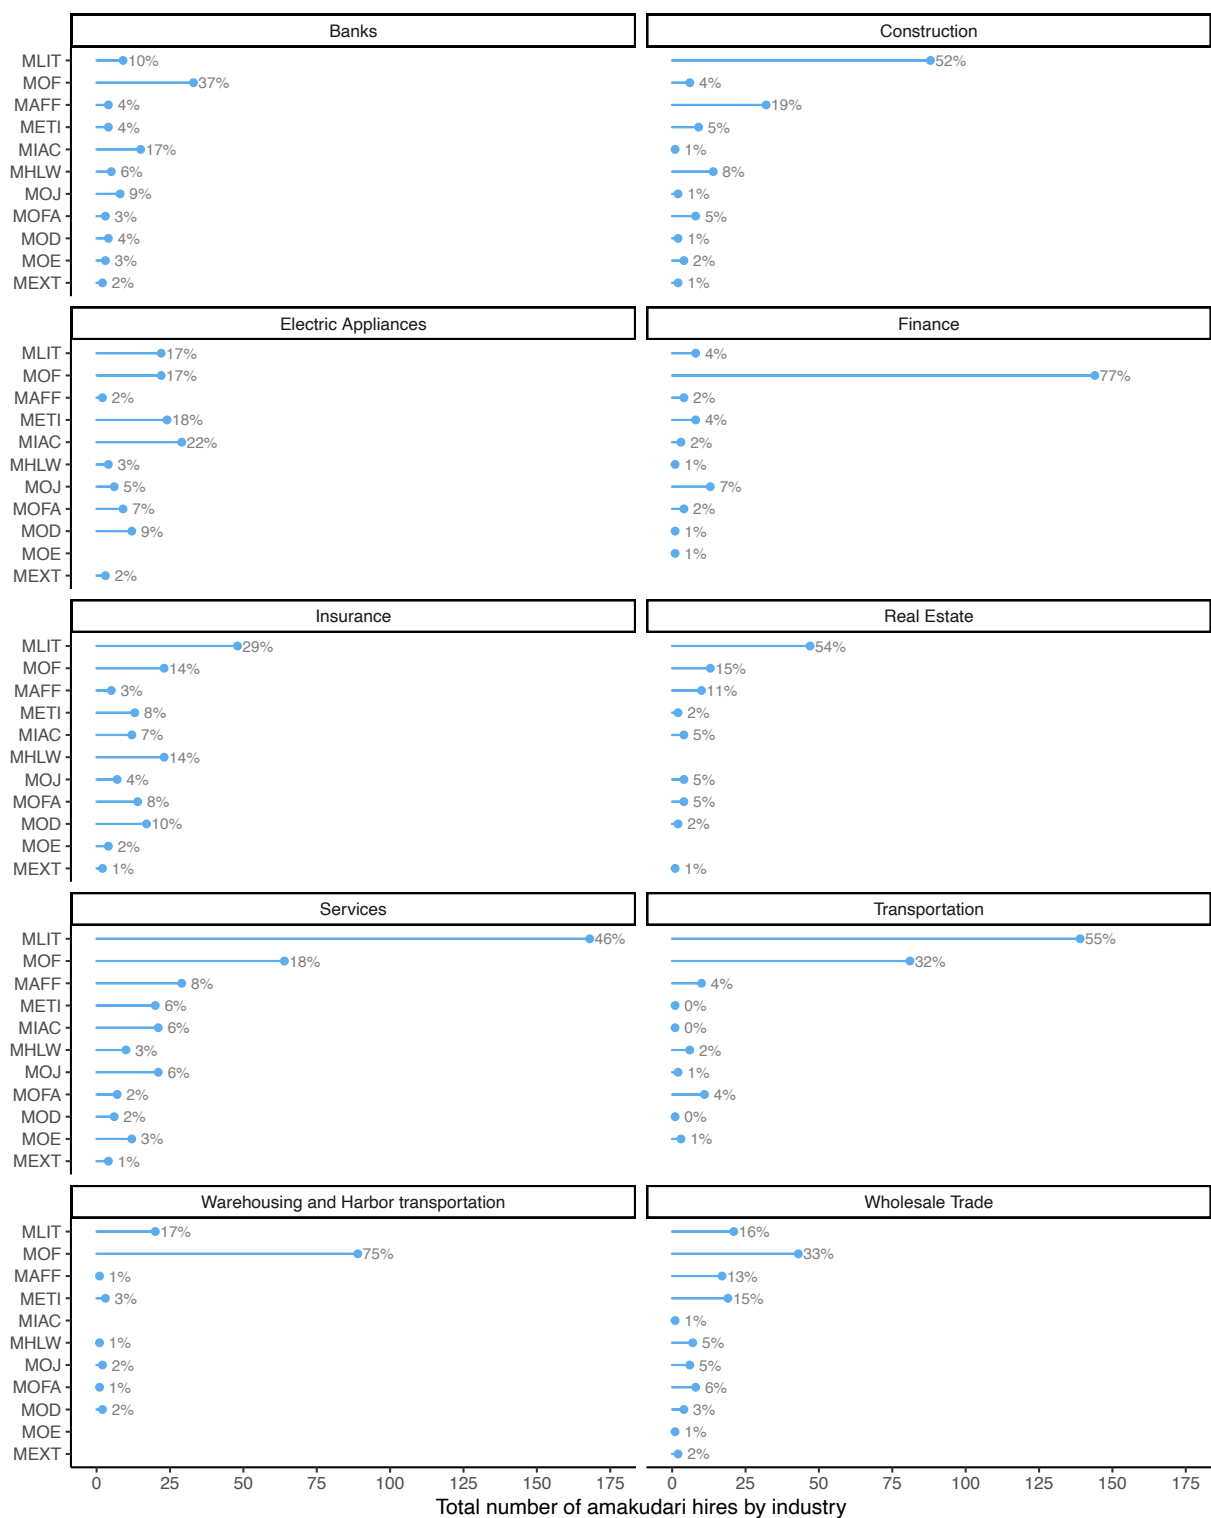 Banks
MLIT 10%
MOF 37%
MAFF 4%
METI 4%
MIAC 17%
MHLW 6%
MOJ 9%
MOFA 3%
MOD 4%
MOE 3%
MEXT 2%
Construction
52%
4%
19%
5%
1%
8%
1%
5%
1%
2%
1%
Electric Appliances
MLIT 17%
MOF 17%
MAFF 2%
METI 18%
MIAC 22%
MHLW 3%
MOJ 5%
MOFA 7%
MOD 9%
MOE
MEXT 2%
Finance
4%
77%
2%
4%
2%
1%
7%
2%
1%
1%
Insurance
MLIT 29%
MOF 14%
MAFF 3%
METI 8%
MIAC 7%
MHLW 14%
MOJ 4%
MOFA 8%
MOD 10%
MOE 2%
MEXT 1%
Real Estate
54%
15%
11%
2%
5%
5%
5%
2%
1%
Services
MLIT 46%
MOF 18%
MAFF 8%
METI 6%
MIAC 6%
MHLW 3%
MOJ 6%
MOFA 2%
MOD 2%
MOE 3%
MEXT 1%
Transportation
55%
32%
4%
0%
0%
2%
1%
4%
0%
1%
Warehousing and Harbor transportation
MLIT 17%
MOF 75%
MAFF 1%
METI 3%
MIAC
MHLW 1%
MOJ 2%
MOFA 1%
MOD 2%
MOE
MEXT
Wholesale Trade
16%
33%
13%
15%
1%
5%
5%
6%
3%
1%
2%
0 25 50 75 100 125 150 175
0 25 50 75 100 125 150 175
Total number of amakudari hires by industry